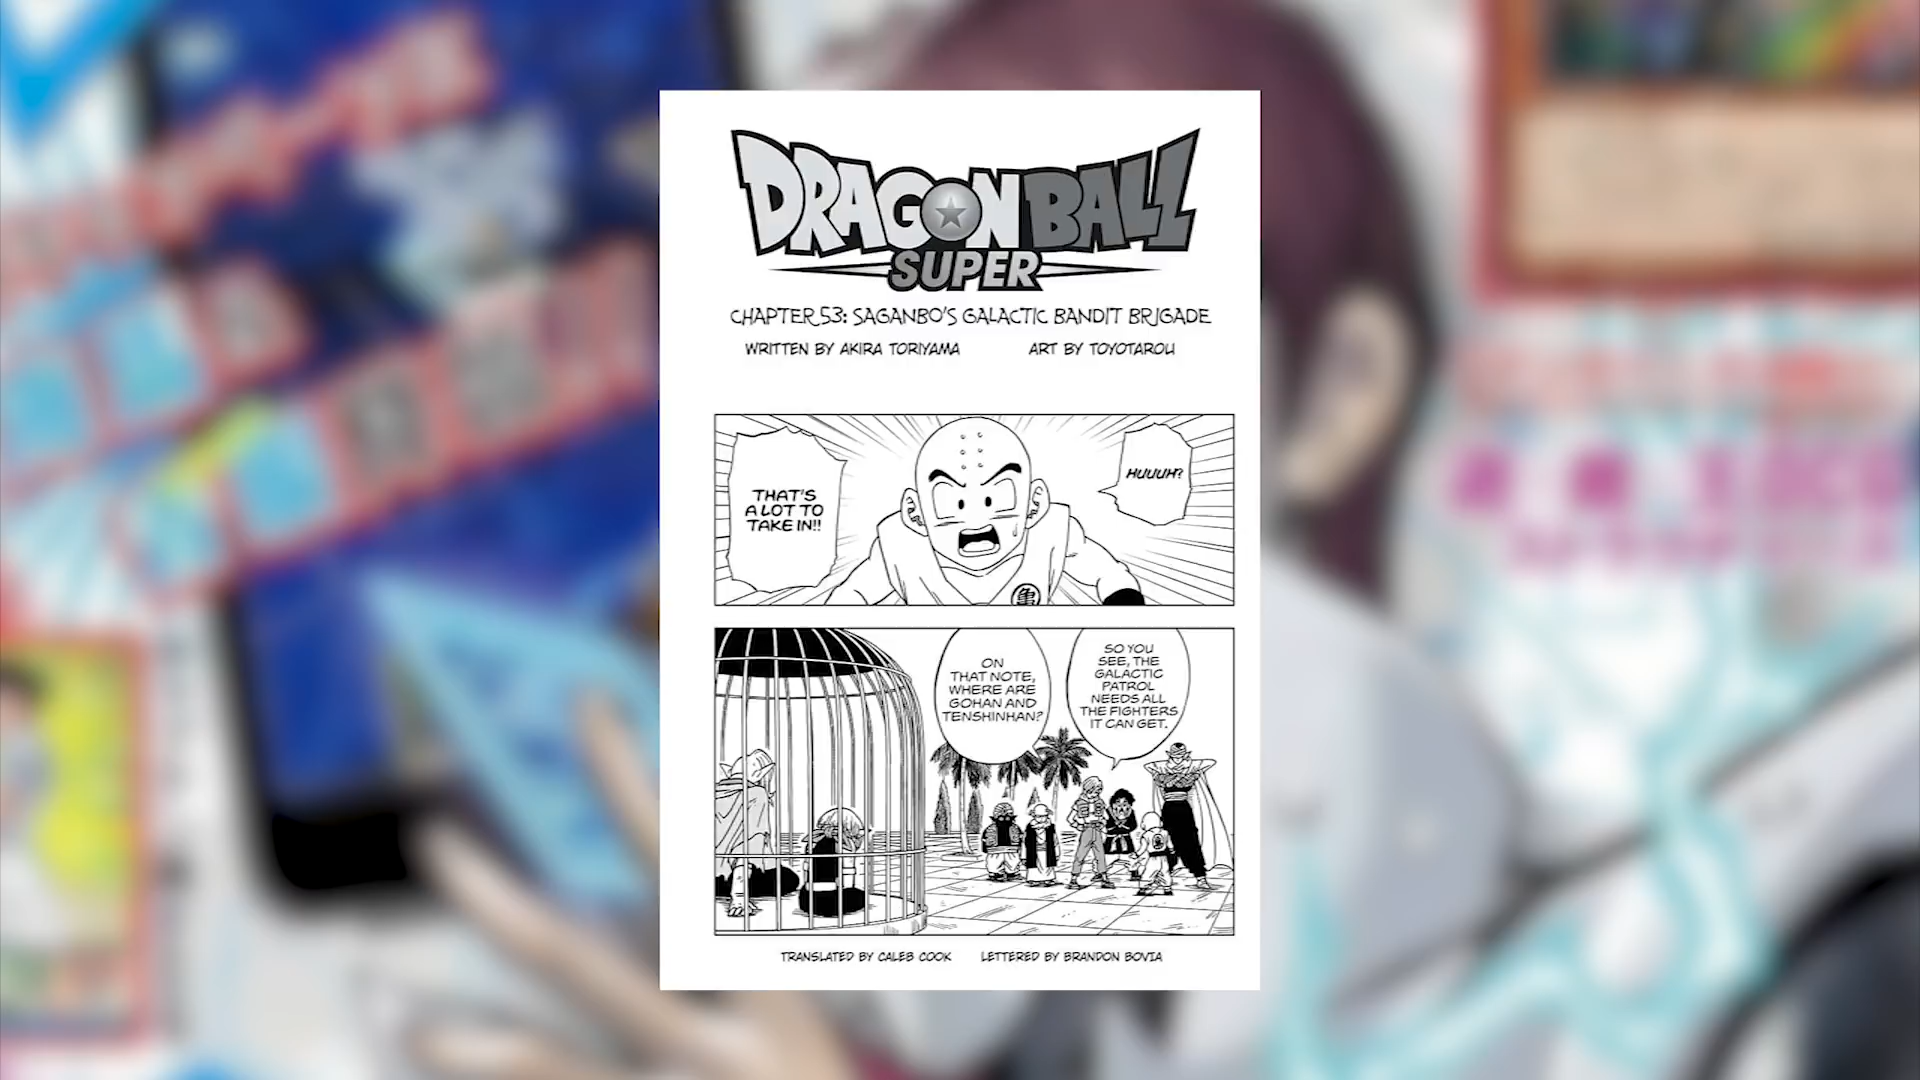 DRAGON BALL
SUPER
CHAPTER 53: SAGANBO'S GALACTIC BANDIT BRIGADE
WRITTEN BY AKIRA TORIYAMA
ART BY TOYOTAROU
HUUUH?
THAT'S
A LOT TO
TAKE IN!!
亀
SO YOU
SEE, THE
GALACTIC
PATROL
NEEDS ALL
THE FIGHTERS
IT CAN GET.
ON
THAT NOTE,
WHERE ARE
GOHAN AND
TENSHINHAN?
TRANSLATED BY CALEB COOK
LETTERED BY BRANDON BOVIA